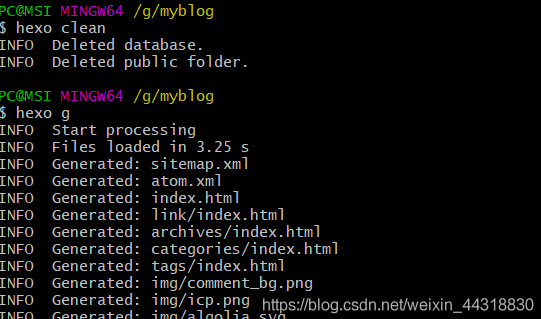 PC@MSI MINGW64 /g/myblog
$ hexo clean
INFO  Deleted database.
INFO  Deleted public folder.
PC@MSI MINGW64 /g/myblog
$ hexo g
INFO  Start processing
INFO  Files loaded in 3.25 s
INFO  Generated: sitemap.xml
INFO  Generated: atom.xml
INFO  Generated: index.html
INFO  Generated: link/index.html
INFO  Generated: archives/index.html
INFO  Generated: categories/index.html
INFO  Generated: tags/index.html
INFO  Generated: img/comment_bg.png
INFO  Generated: img/icp.png
https://blog.csdn.net/weixin_44318830
INFO  Generated: img/algolia.svg